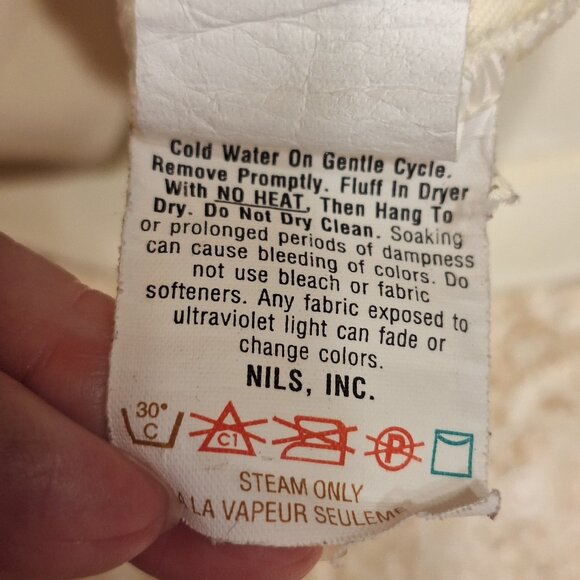 Cold Water On Gentle Cycle.
Remove Promptly. Fluff In Dryer
With NO HEAT, Then Hang To
Dry. Do Not Dry Clean. Soaking
or prolonged periods of dampness
can cause bleeding of colors. Do
not use bleach or fabric
softeners. Any fabric exposed to
ultraviolet light can fade or
change colors.
NILS, INC.
30°
C
C1
P
STEAM ONLY
A LA VAPEUR